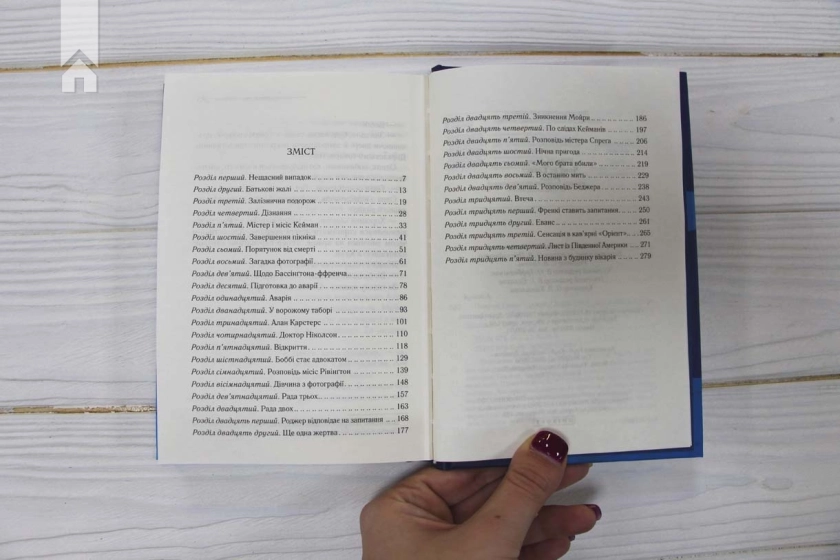 ЗМІСТ
Розділ перший. Нещасний випадок 7
Розділ другий. Батькові жалі 13
Розділ третій. Залізнична подорож 19
Розділ четвертий. Дізнання 28
Розділ п'ятий. Містер і місіс Кейман 33
Розділ шостий. Завершення пікніка 41
Розділ сьомий. Порятунок від смерті 51
Розділ восьмий. Загадка фотографії 61
Розділ дев'ятий. Щодо Бассінґтона-ффренча 71
Розділ десятий. Підготовка до аварії 78
Розділ одинадцятий. Аварія 86
Розділ дванадцятий. У ворожому таборі 93
Розділ тринадцятий. Алан Карстерс 101
Розділ чотирнадцятий. Доктор Ніколсон 110
Розділ п'ятнадцятий. Відкриття 118
Розділ шістнадцятий. Боббі стає адвокатом 129
Розділ сімнадцятий. Розповідь місіс Рівінгтон 139
Розділ вісімнадцятий. Дівчина з фотографії 148
Розділ дев'ятнадцятий. Рада трьох 157
Розділ двадцятий. Рада двох 163
Розділ двадцять перший. Роджер відповідає на запитання 168
Розділ двадцять другий. Ще одна жертва 177
Розділ двадцять третій. Зникнення Мойри 186
Розділ двадцять четвертий. По слідах Кейманів 197
Розділ двадцять п'ятий. Розповідь містера Спрега 206
Розділ двадцять шостий. Нічна пригода 214
Розділ двадцять сьомий. «Мого брата вбили» 219
Розділ двадцять восьмий. В останню мить 229
Розділ двадцять дев'ятий. Розповідь Беджера 238
Розділ тридцятий. Втеча 243
Розділ тридцять перший. Френкі ставить запитання 250
Розділ тридцять другий. Еванс 261
Розділ тридцять третій. Сенсація в кав'ярні «Орієнт» 265
Розділ тридцять четвертий. Лист із Південної Америки 271
Розділ тридцять п'ятий. Новина з будинку вікарія 279